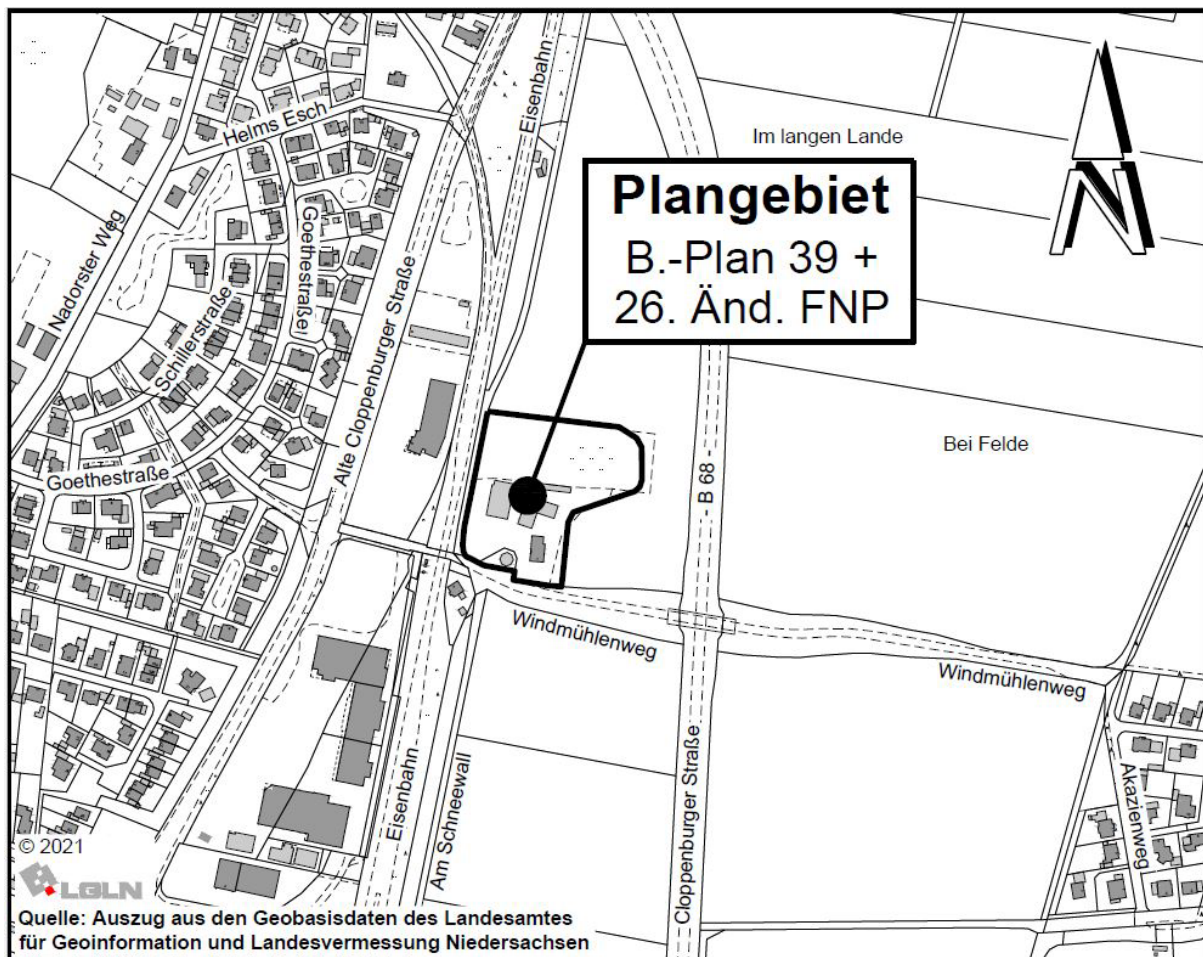 Helms Esch
Eisenbahn
Im langen Lande
Plangebiet
B.-Plan 39 +
26. Änd. FNP
N
Nadorster Weg
Goethestraße
Schillerstraße
Alte Cloppenburger Straße
Goethestraße
Bei Felde
- B 68 -
Windmühlenweg
Windmühlenweg
Eisenbahn
Am Schneewall
Cloppenburger Straße
Akazienweg
© 2021
LGLN
Quelle: Auszug aus den Geobasisdaten des Landesamtes
für Geoinformation und Landesvermessung Niedersachsen